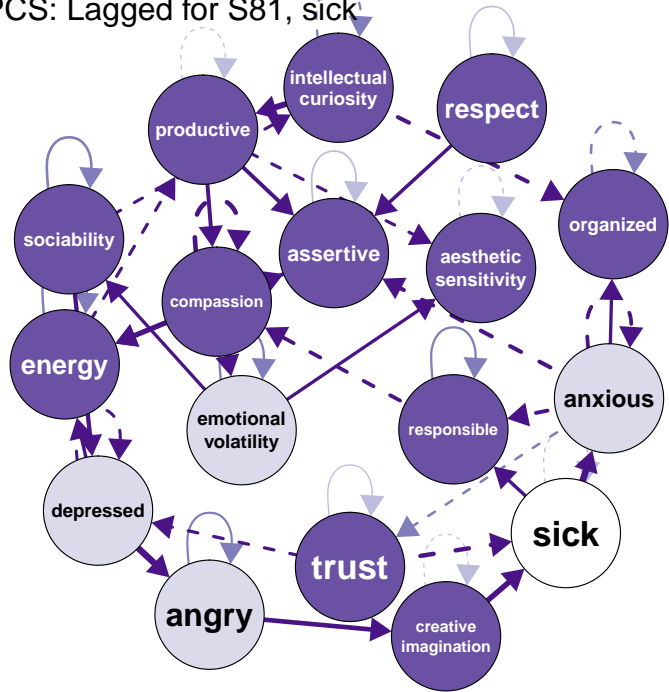 PCS: Lagged for S81, sick
intellectual
curiosity
respect
productive
organized
sociability
assertive
aesthetic
sensitivity
compassion
energy
anxious
emotional
volatility
responsible
depressed
sick
trust
angry
creative
imagination